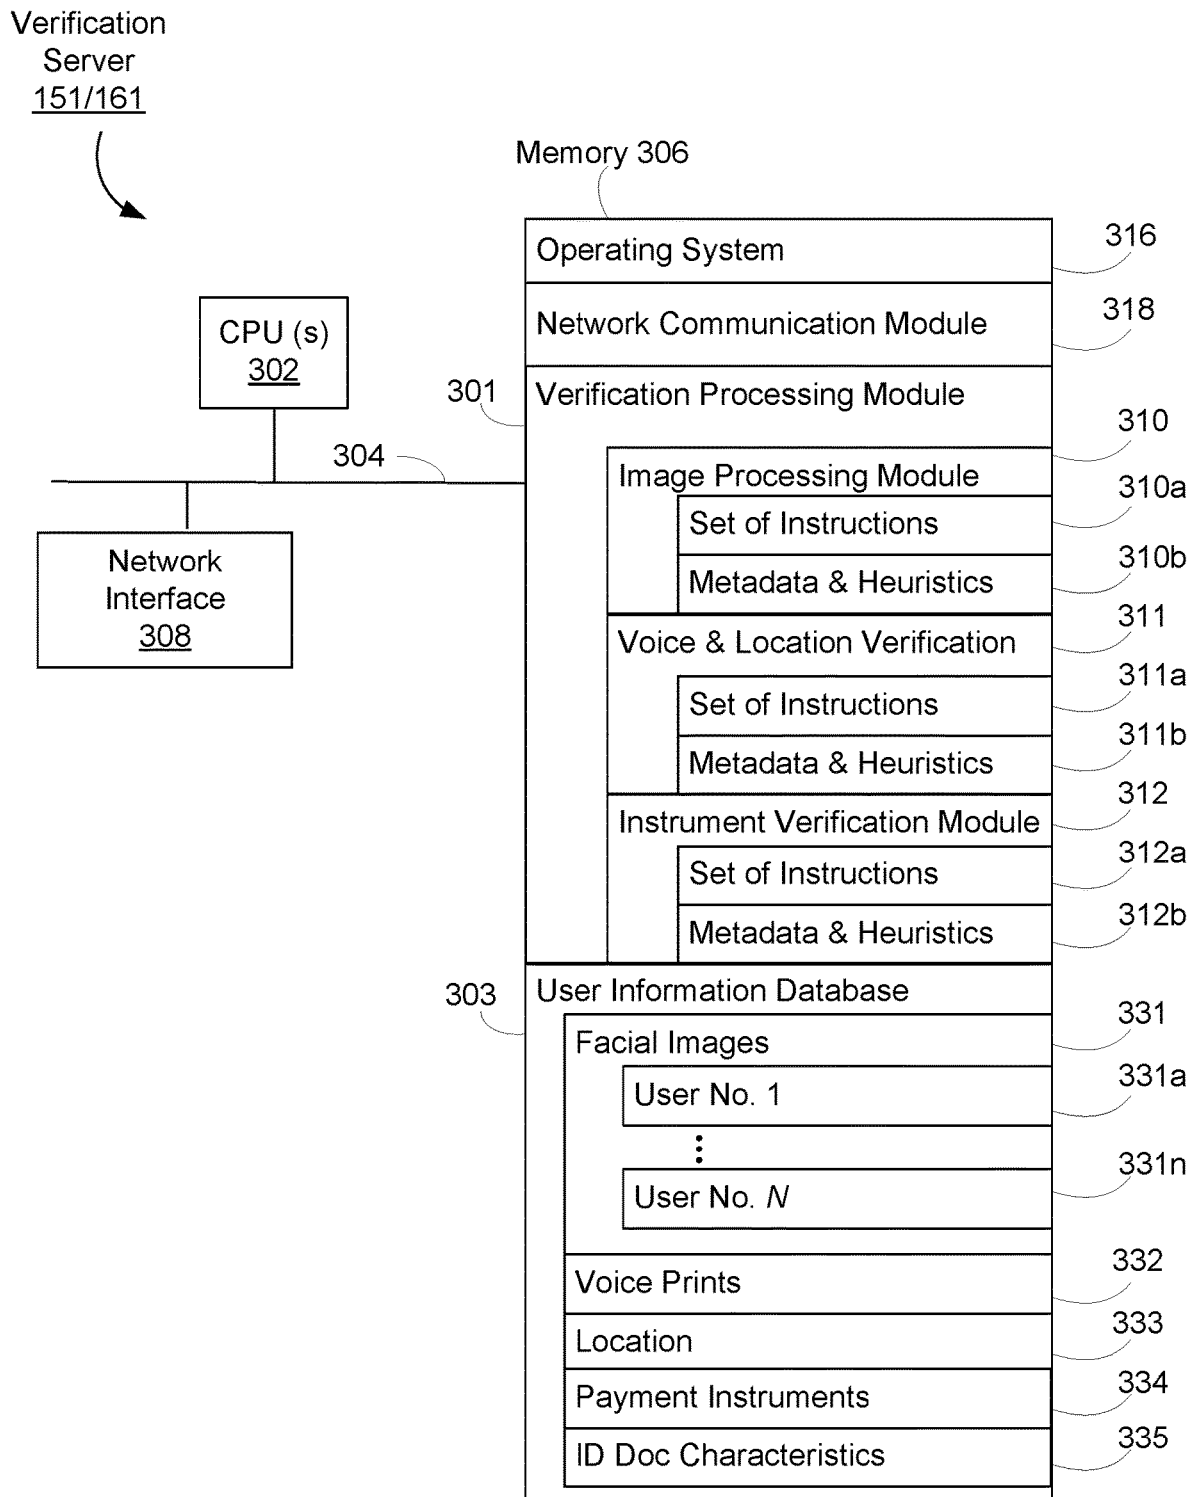 Verification
Server
151/161
Memory 306
Operating System
316
Network Communication Module
318
CPU (s)
302
301
Verification Processing Module
304
310
Image Processing Module
310a
Set of Instructions
310b
Metadada & Heuristics
Network
Interface
308
311
Voice & Location Verification
311a
Set of Instructions
311b
Metadada & Heuristics
312
Instrument Verification Module
312a
Set of Instructions
312b
Metadada & Heuristics
303
User Information Database
331
Facial Images
331a
User No. 1
331n
User No. N
332
Voice Prints
333
Location
334
Payment Instruments
335
ID Doc Characteristics